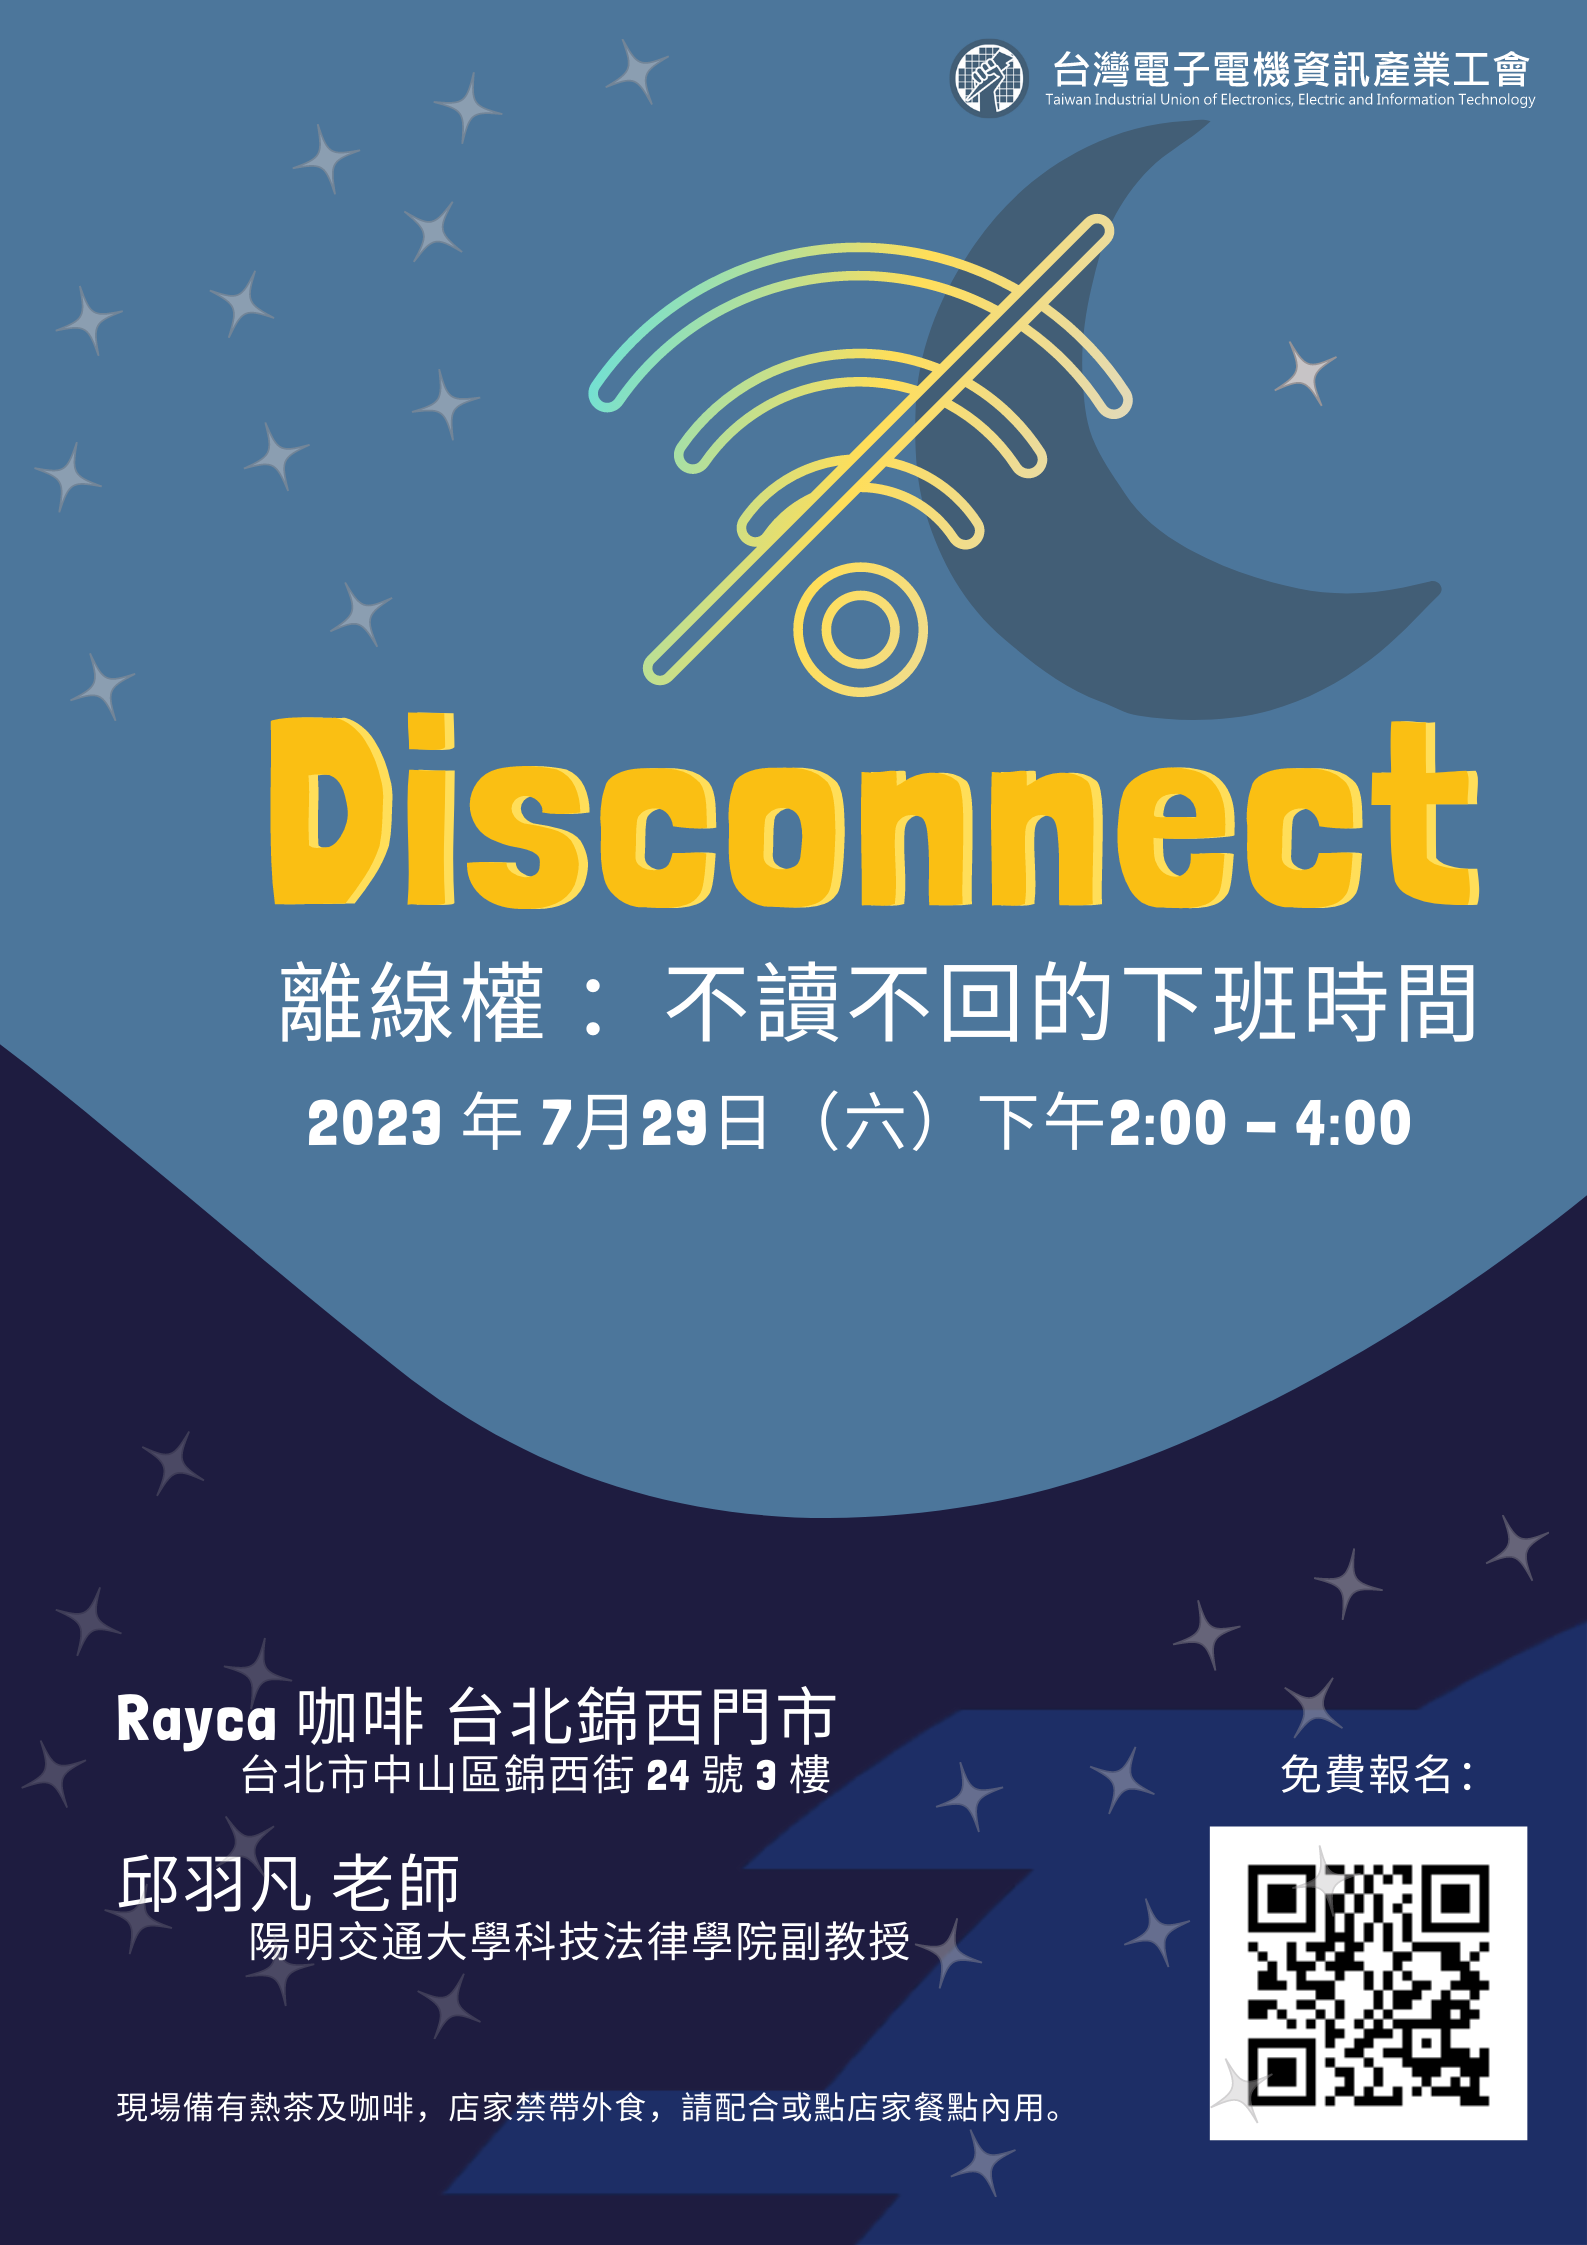 台灣電子電機資訊產業工會
Taiwan Industrial Union of Electronics, Electric and Information Technology
Disconnect
離線權：不讀不回的下班時間
2023 年 7月29日（六）下午2:00 - 4:00
Rayca 咖啡 台北錦西門市
台北市中山區錦西街 24 號 3 樓
免費報名：
邱羽凡 老師
陽明交通大學科技法律學院副教授
現場備有熱茶及咖啡，店家禁帶外食，請配合或點店家餐點內用。